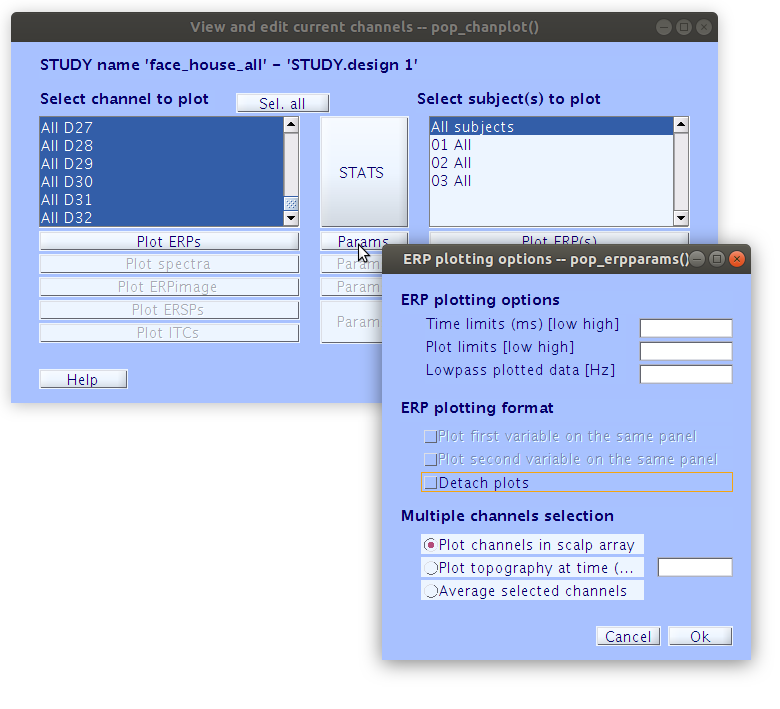 View and edit current channels -- pop_chanplot()
STUDY name 'face_house_all' - 'STUDY.design 1'
Select channel to plot
Sel. all
Select subject(s) to plot
All D27
All D28
All D29
All D30
All D31
All D32
STATS
All subjects
01 All
02 All
03 All
Plot ERPs
Params
Plot ERP(s)
Plot spectra
Param
Plot ERPimage
Param
Plot ERSPs
Param
Plot ITCs
Help
ERP plotting options -- pop_erpparams()
ERP plotting options
Time limits (ms) [low high]
Plot limits [low high]
Lowpass plotted data [Hz]
ERP plotting format
Plot first variable on the same panel
Plot second variable on the same panel
Detach plots
Multiple channels selection
Plot channels in scalp array
Plot topography at time (...
Average selected channels
Cancel
Ok